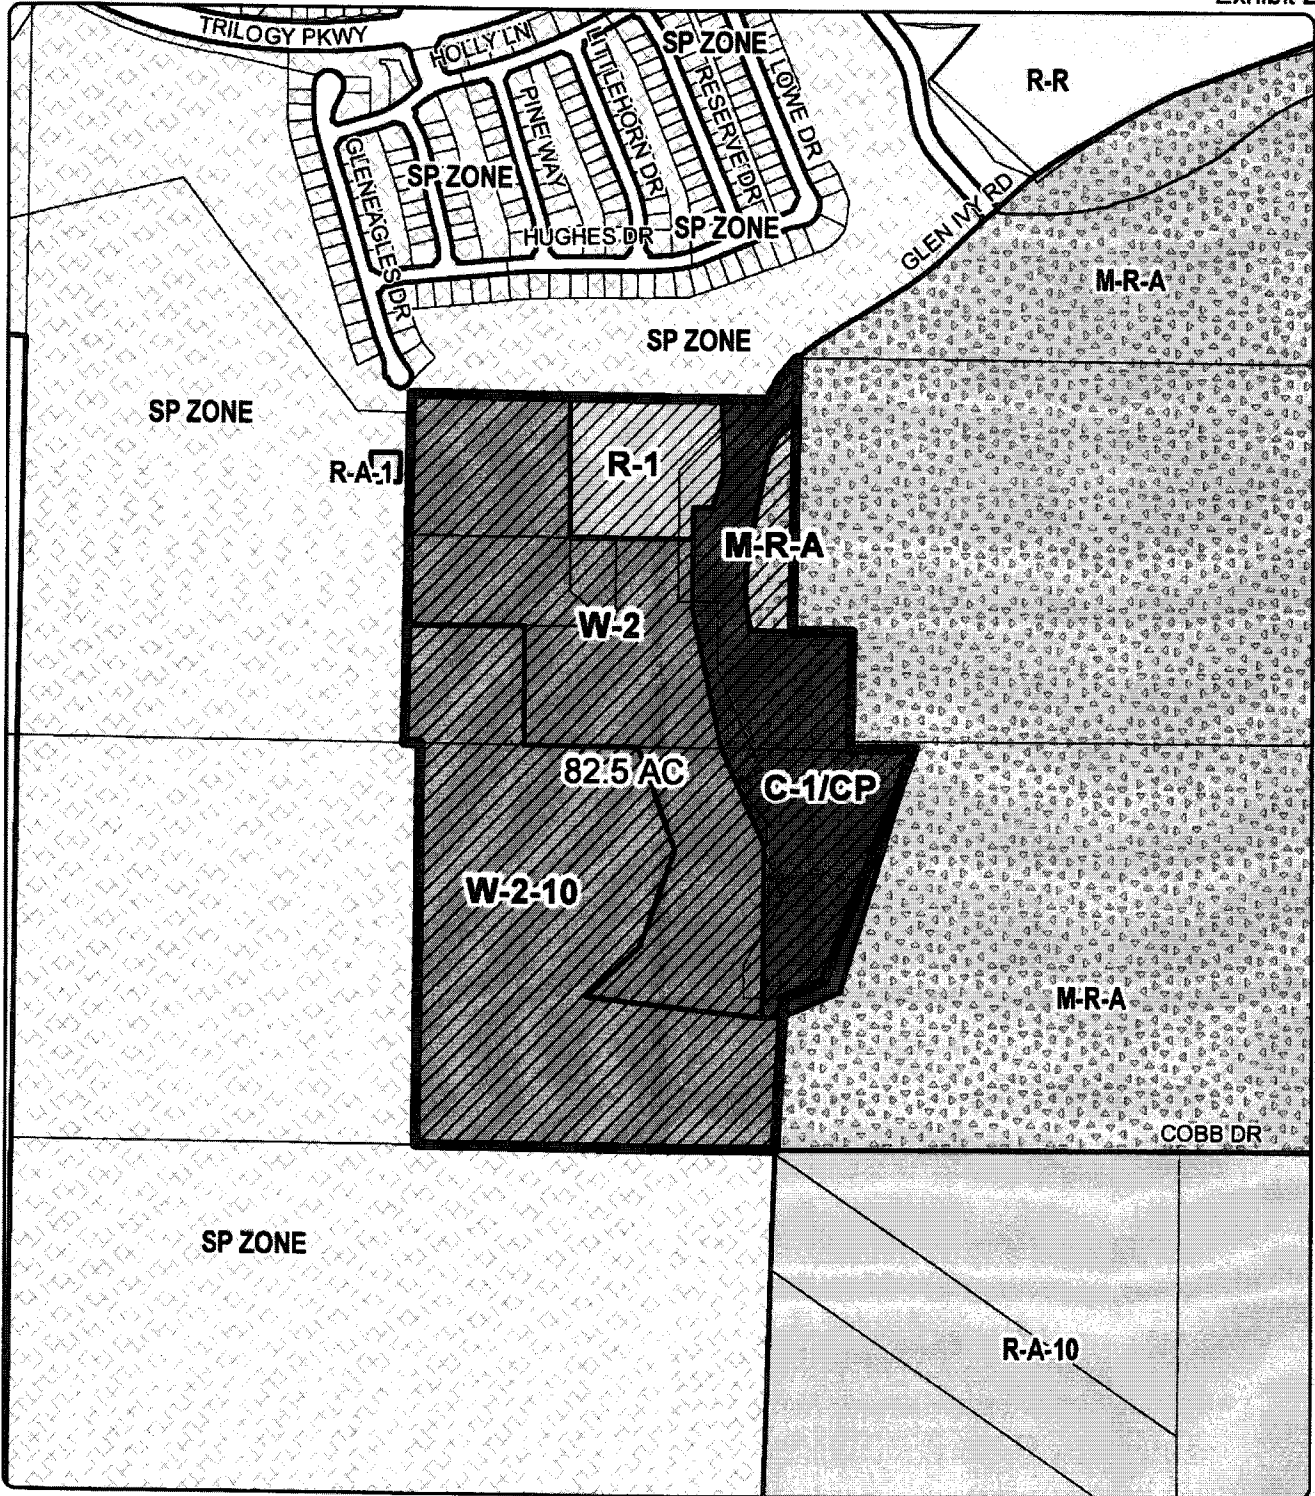 TRILOGY PKWY
HOLLY LN
SP ZONE
LITTLEHORN DR
RESERVE DR
LOWE DR
R-R
PINE WAY
GLENEAGLES DR
SP ZONE
GLEN IVY RD
HUGHES DR
SP ZONE
M-R-A
SP ZONE
SP ZONE
R-A-1
R-1
M-R-A
W-2
82.5 AC
C-1/CP
W-2-10
M-R-A
COBB DR
SP ZONE
R-A-10